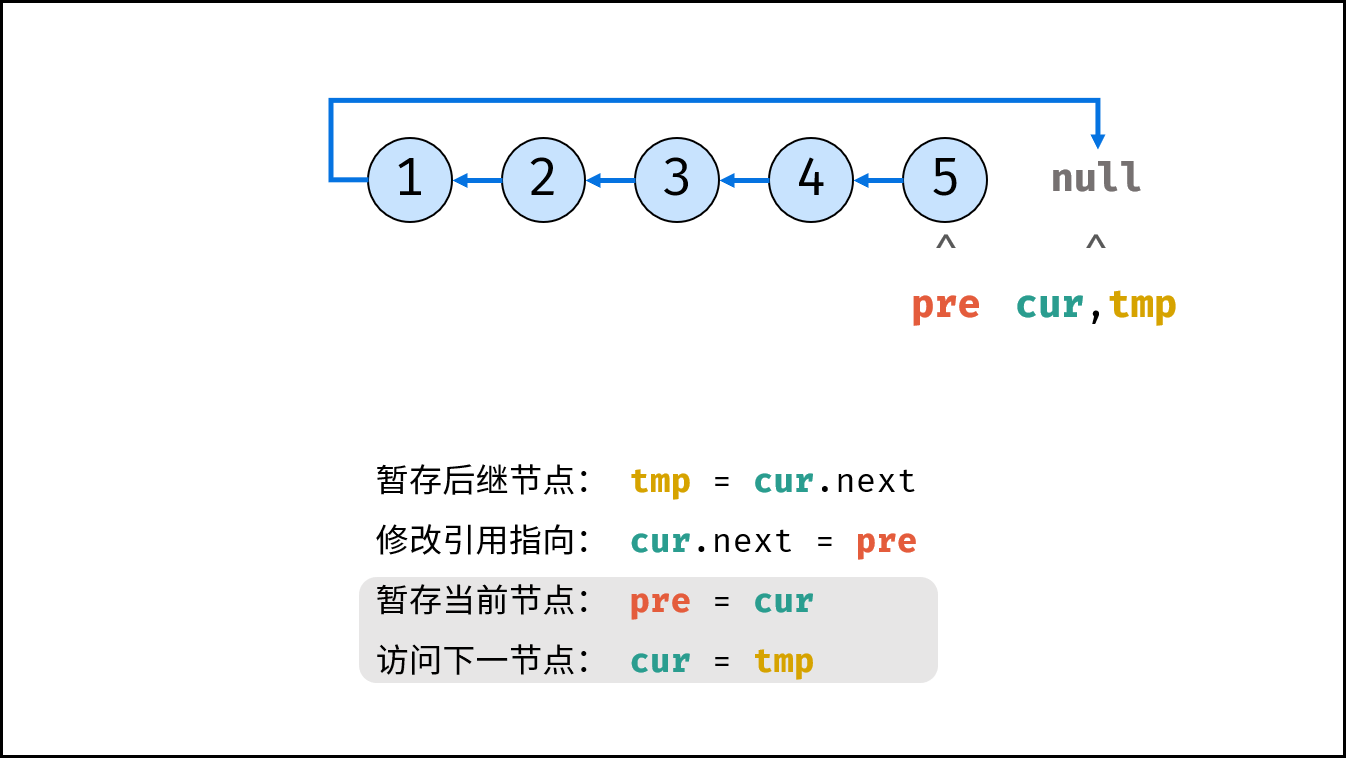 1 2 3 4 5 null
^ ^
pre cur,tmp
暂存后继节点： tmp = cur.next
修改引用指向： cur.next = pre
暂存当前节点： pre = cur
访问下一节点： cur = tmp